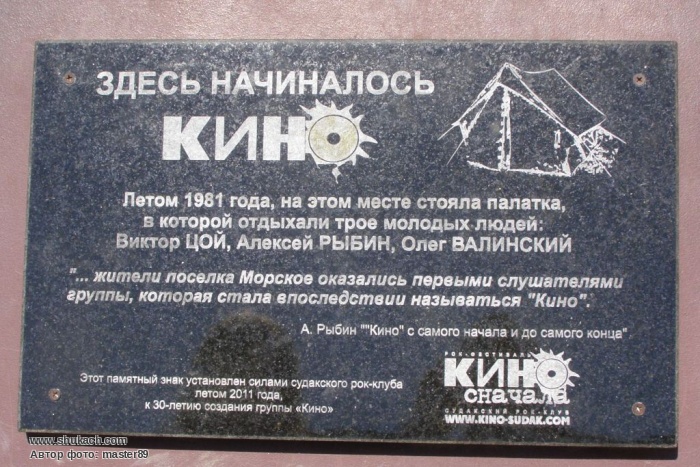 ЗДЕСЬ НАЧИНАЛОСЬ
КИНО
Летом 1981 года, на этом месте стояла палатка,
в которой отдыхали трое молодых людей:
Виктор ЦОЙ, Алексей РЫБИН, Олег ВАЛИНСКИЙ
"... жители поселка Морское оказались первыми слушателями
группы, которая стала впоследствии называться "Кино".
А. Рыбин ""Кино" с самого начала и до самого конца"
Этот памятный знак установлен силами судакского рок-клуба
летом 2011 года,
к 30-летию создания группы «Кино»
РОК-ФЕСТИВАЛЬ
КИНО
сначала
СУДАКСКИЙ РОК-КЛУБ
WWW.KINO-SUDAK.COM
www.shukach.com
Автор фото: master89